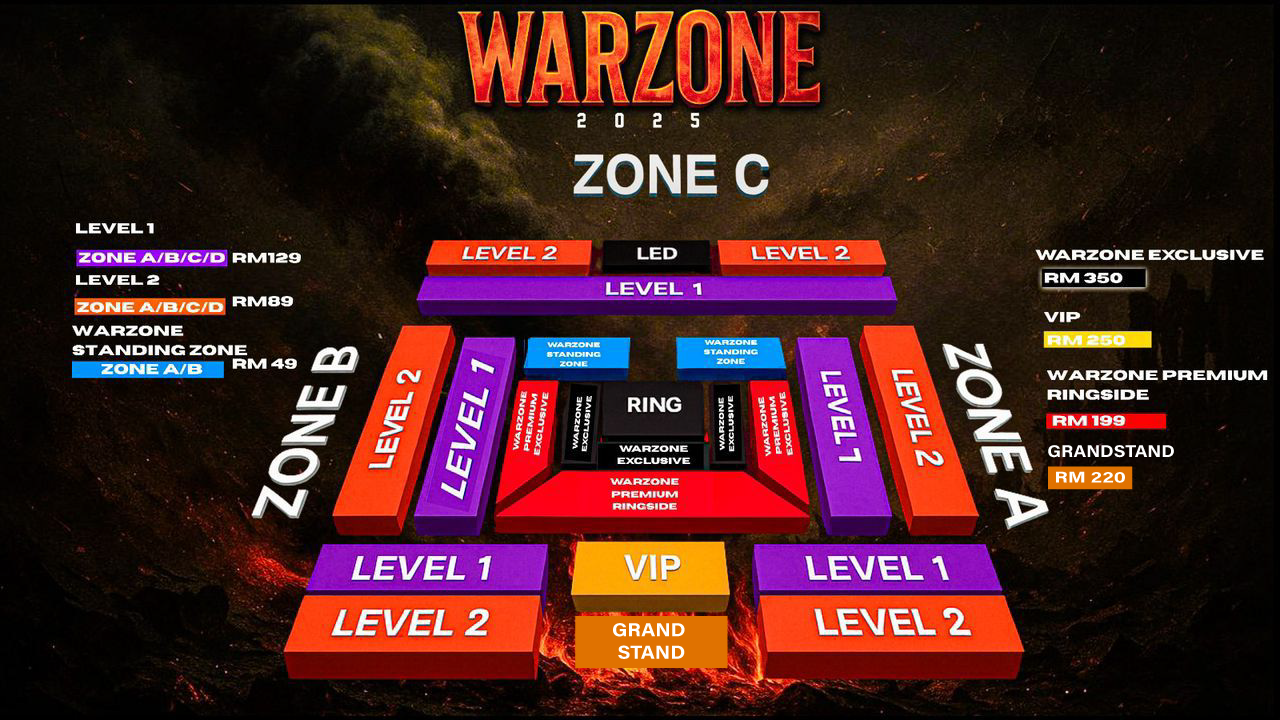 WARZONE
2025
ZONE C
LEVEL 1
ZONE A/B/C/D RM129
LEVEL 2
ZONE A/B/C/D RM89
WARZONE
STANDING ZONE
ZONE A/B RM 49
WARZONE EXCLUSIVE
RM 350
VIP
RM 250
WARZONE PREMIUM
RINGSIDE
RM 199
GRANDSTAND
RM 220
LEVEL 2
LED
LEVEL 2
LEVEL 1
ZONE B
LEVEL 2
LEVEL 1
WARZONE
STANDING
ZONE
WARZONE
STANDING
ZONE
WARZONE
PREMIUM
EXCLUSIVE
WARZONE
EXCLUSIVE
RING
WARZONE
EXCLUSIVE
WARZONE
PREMIUM
EXCLUSIVE
WARZONE
EXCLUSIVE
WARZONE
PREMIUM
RINGSIDE
LEVEL 1
LEVEL 2
ZONE A
LEVEL 1
VIP
LEVEL 1
LEVEL 2
GRAND
STAND
LEVEL 2